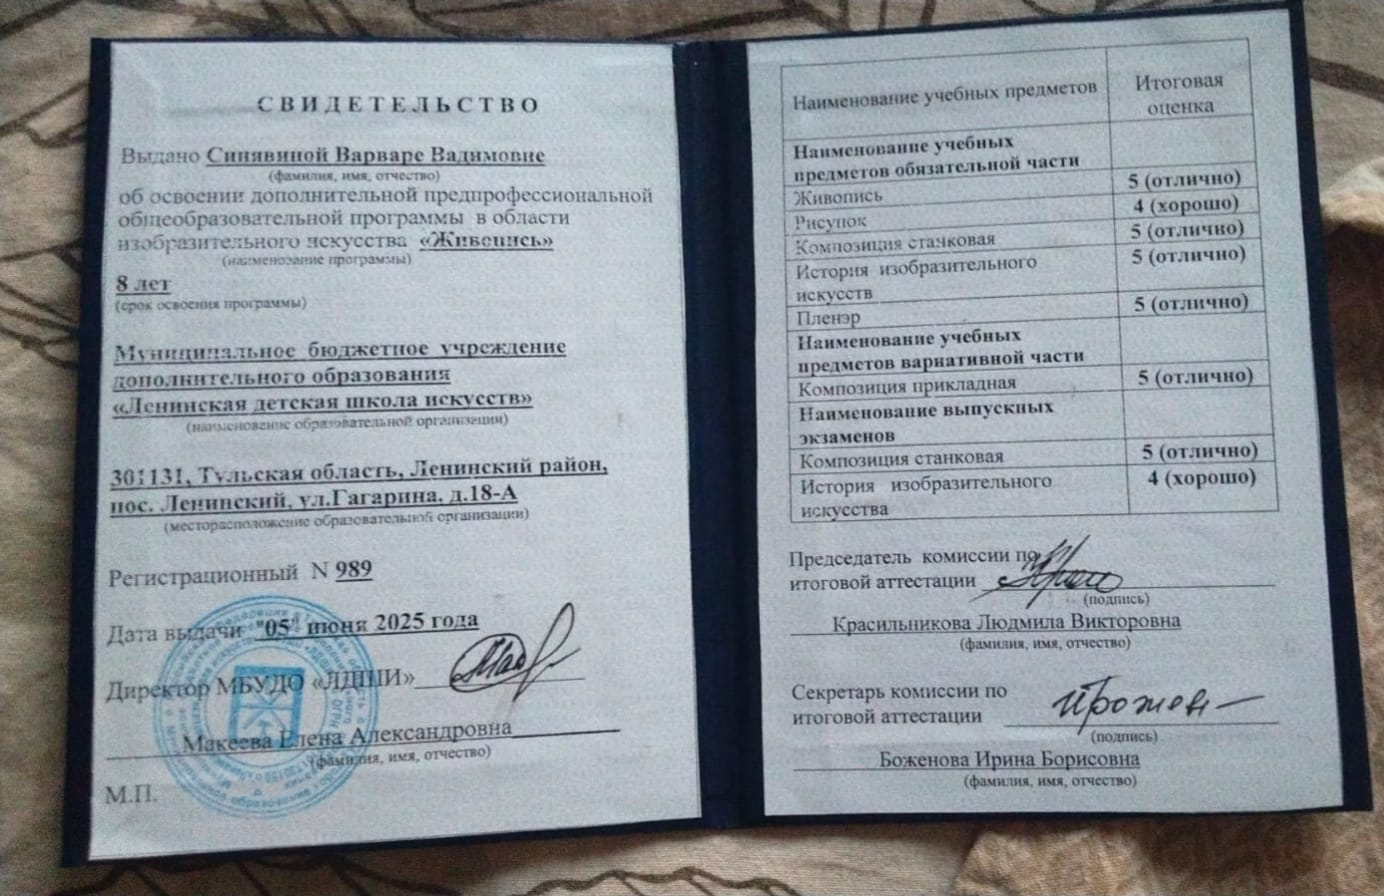 СВИДЕТЕЛЬСТВО
Выдано Синявиной Варваре Вадимовне
(фамилия, имя, отчество)
об освоении дополнительной предпрофессиональной
общеобразовательной программы в области
изобразительного искусства «Живопись»
(наименование программы)
8 лет
(срок освоения программы)
Муниципальное бюджетное учреждение
дополнительного образования
«Ленинская детская школа искусств»
(наименование образовательной организации)
301131, Тульская область, Ленинский район,
пос. Ленинский, ул.Гагарина, д.18-А
(месторасположение образовательной организации)
Регистрационный N 989
Дата выдачи "05" июня 2025 года
Директор МБУДО «ЛДШИ»
Макеева Елена Александровна
(фамилия, имя, отчество)
М.П.
Наименование учебных предметов Итоговая
оценка
Наименование учебных
предметов обязательной части
Живопись 5 (отлично)
Рисунок 4 (хорошо)
Композиция станковая 5 (отлично)
История изобразительного 5 (отлично)
искусств
Пленэр 5 (отлично)
Наименование учебных
предметов вариативной части
Композиция прикладная 5 (отлично)
Наименование выпускных
экзаменов
Композиция станковая 5 (отлично)
История изобразительного 4 (хорошо)
искусства
Председатель комиссии по
итоговой аттестации
(подпись)
Красильникова Людмила Викторовна
(фамилия, имя, отчество)
Секретарь комиссии по
итоговой аттестации
(подпись)
Боженова Ирина Борисовна
(фамилия, имя, отчество)